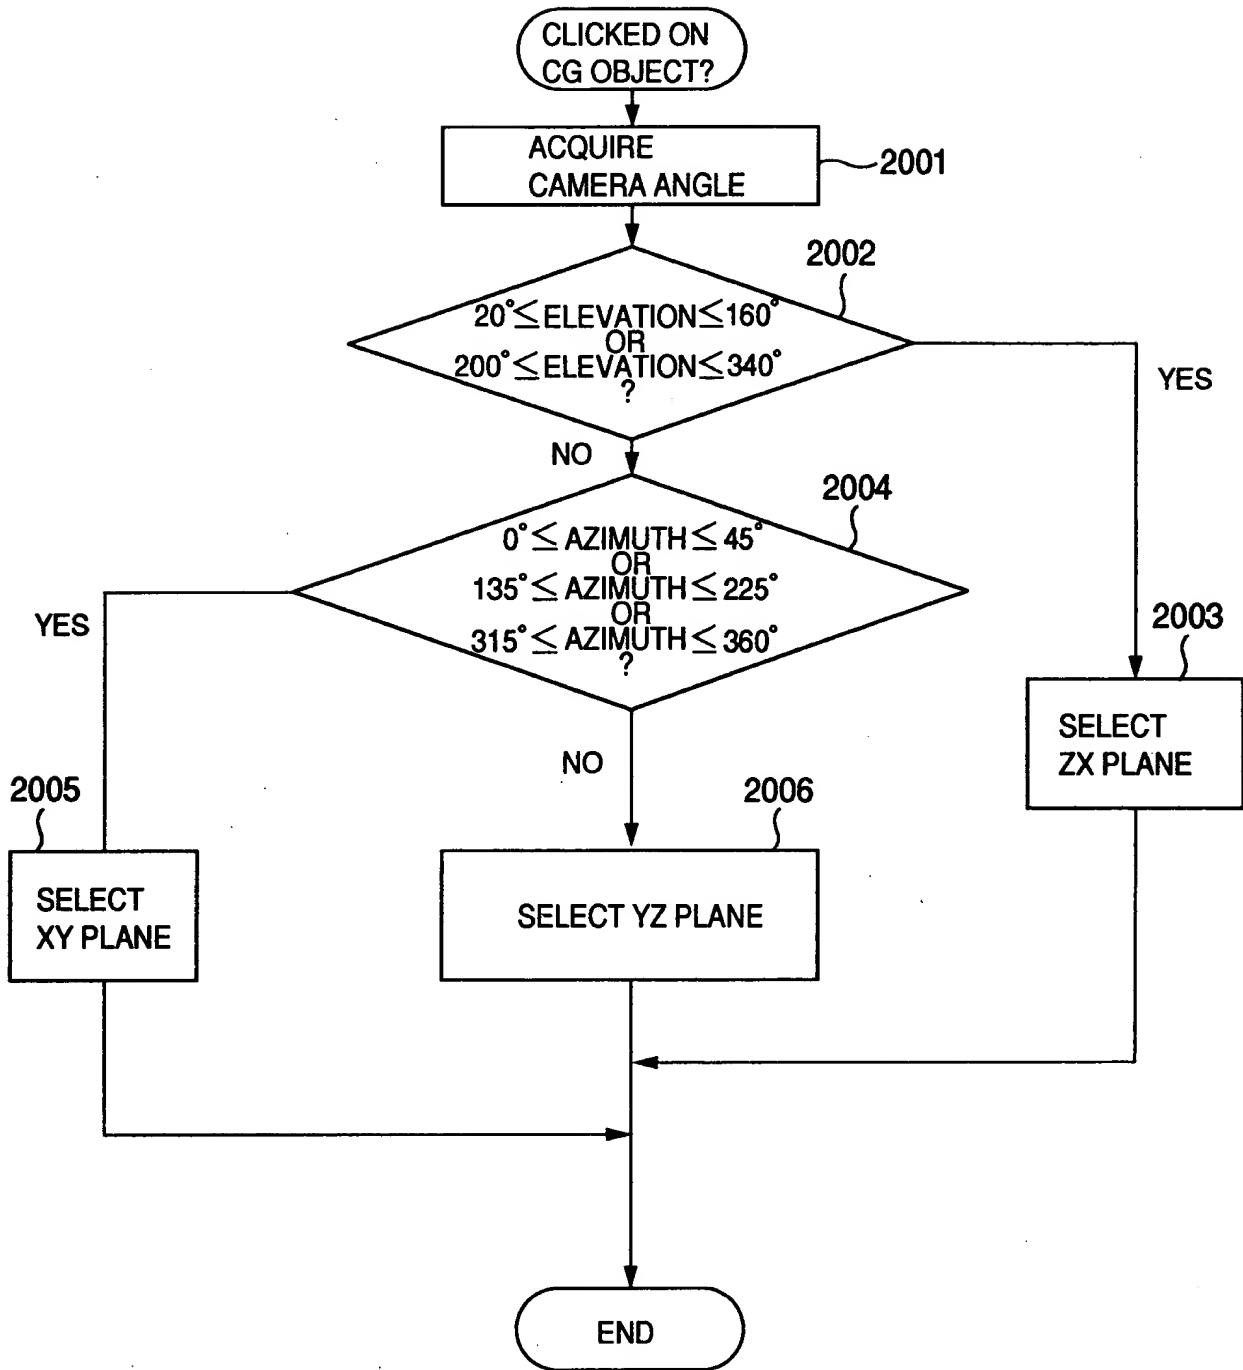 CLICKED ON
CG OBJECT?
ACQUIRE
CAMERA ANGLE
2001
2002
20°≤ELEVATION≤160°
OR
200°≤ELEVATION≤340°
?
YES
NO
2004
0°≤ AZIMUTH ≤ 45°
OR
135°≤ AZIMUTH ≤ 225°
OR
315°≤ AZIMUTH ≤ 360°
?
YES
2003
SELECT
ZX PLANE
NO
2005
SELECT
XY PLANE
2006
SELECT YZ PLANE
END